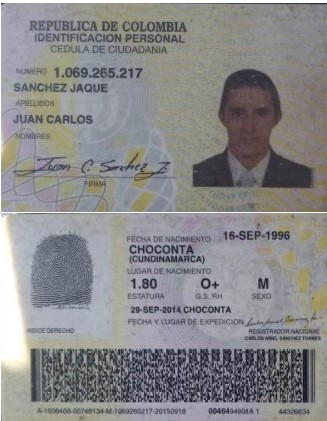 REPUBLICA DE COLOMBIA
IDENTIFICACION PERSONAL
CEDULA DE CIUDADANIA
NUMERO 1.069.265.217
SANCHEZ JAQUE
APELLIDOS
JUAN CARLOS
NOMBRES
Juan C. Sanchez J.
FIRMA
FECHA DE NACIMIENTO 16-SEP-1996
CHOCONTA
(CUNDINAMARCA)
LUGAR DE NACIMIENTO
1.80 O+ M
ESTATURA G.S. RH SEXO
29-SEP-2014 CHOCONTA
FECHA Y LUGAR DE EXPEDICION
INDICE DERECHO
REGISTRADOR NACIONAL
CARLOS ARIEL SÁNCHEZ TORRES
A-1506400-00748134-M-1069265217-20150918 0046494904A 1 44326634